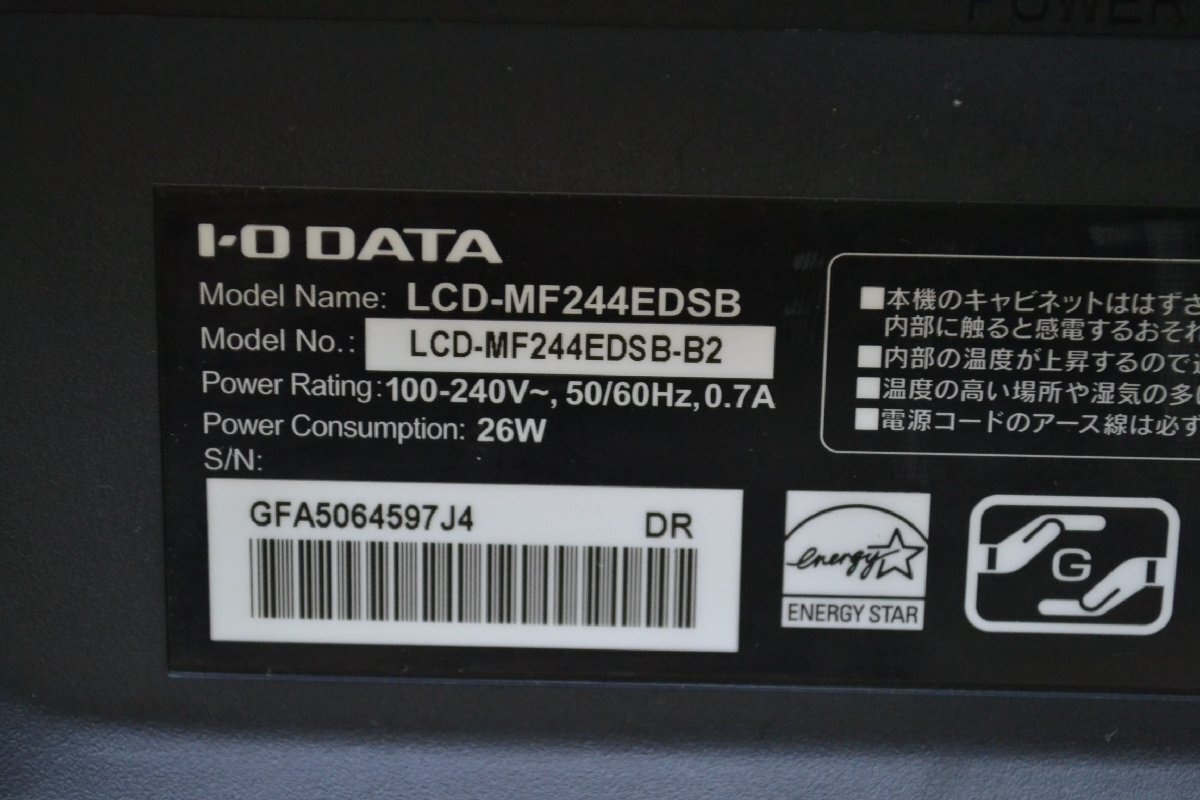 POWER
I-O DATA
Model Name: LCD-MF244EDSB
Model No.: LCD-MF244EDSB-B2
Power Rating: 100-240V~, 50/60Hz, 0.7A
Power Consumption: 26W
S/N:
GFA5064597J4 DR
■本機のキャビネットははずさ
内部に触ると感電するおそれ
■内部の温度が上昇するので
■温度の高い場所や湿気の多
■電源コードのアース線は必ず
energy
ENERGY STAR
G